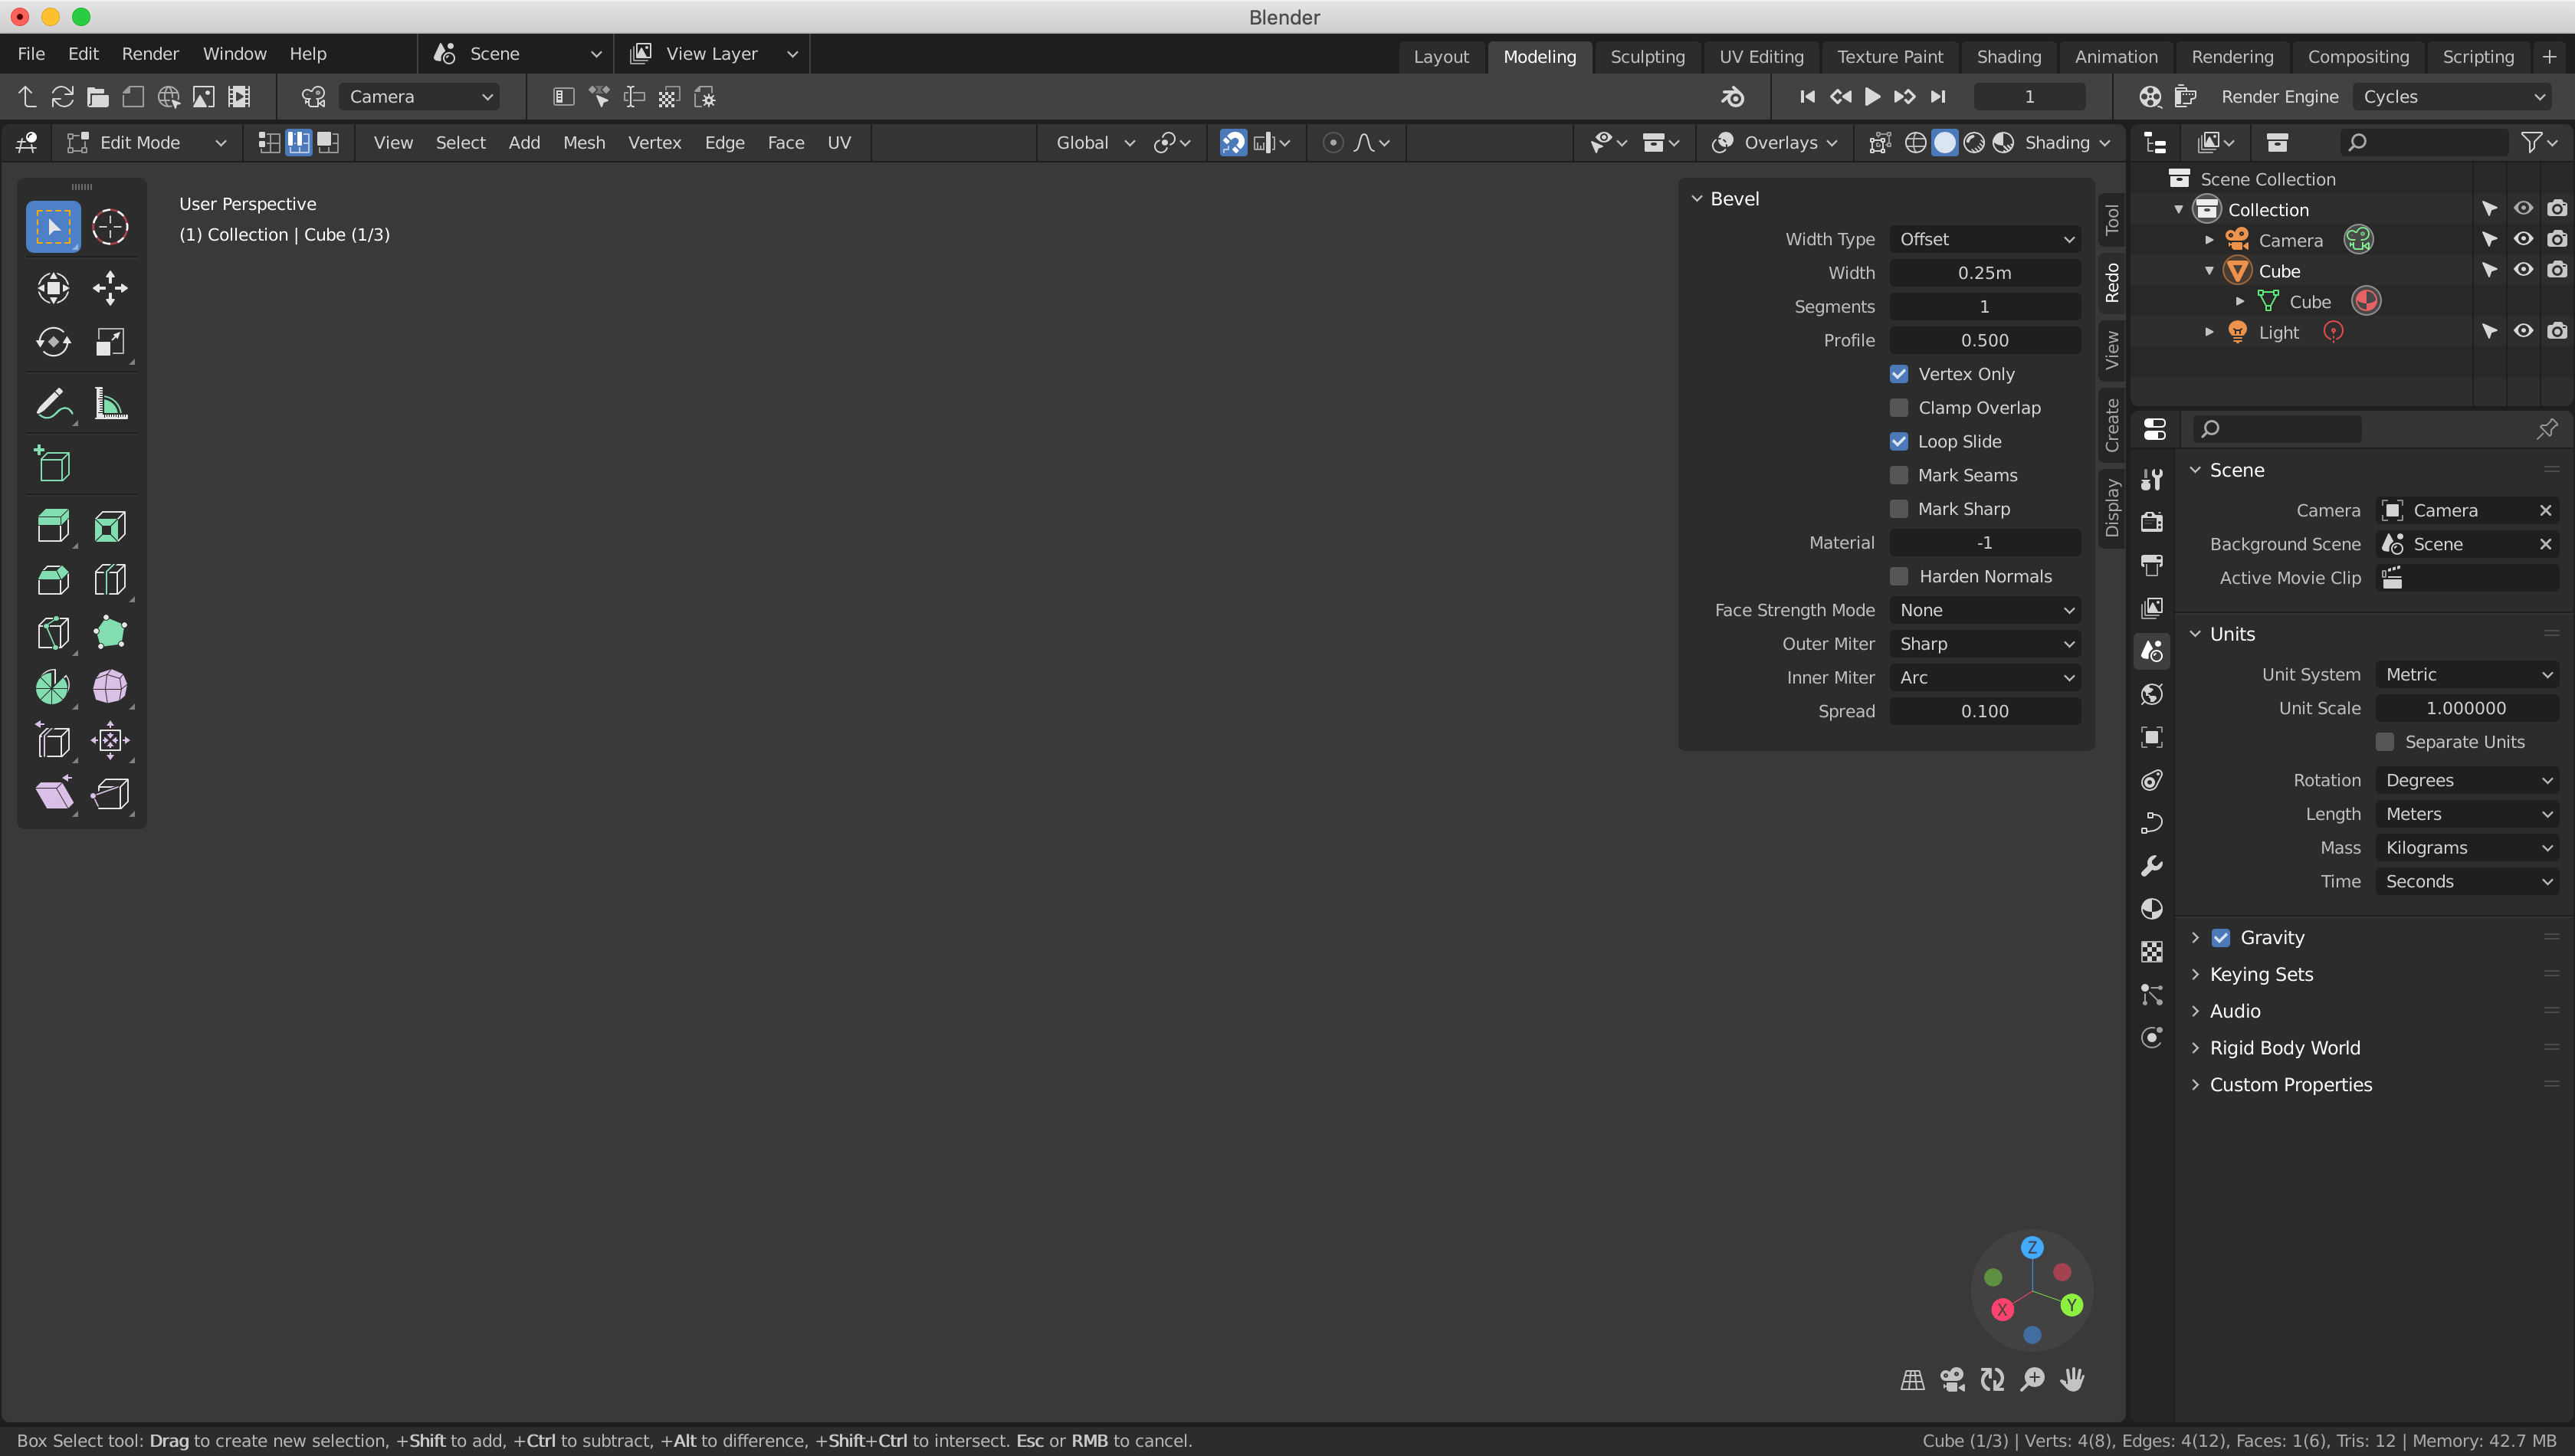 Blender
File Edit Render Window Help Scene View Layer Layout Modeling Sculpting UV Editing Texture Paint Shading Animation Rendering Compositing Scripting +
Camera 1 Render Engine Cycles
Edit Mode View Select Add Mesh Vertex Edge Face UV Global Overlays Shading
User Perspective
(1) Collection | Cube (1/3)
Bevel
Width Type Offset
Width 0.25m
Segments 1
Profile 0.500
Vertex Only
Clamp Overlap
Loop Slide
Mark Seams
Mark Sharp
Material -1
Harden Normals
Face Strength Mode None
Outer Miter Sharp
Inner Miter Arc
Spread 0.100
Tool
Redo
View
Create
Display
Scene Collection
Collection
Camera
Cube
Cube
Light
Scene
Camera Camera
Background Scene Scene
Active Movie Clip
Units
Unit System Metric
Unit Scale 1.000000
Separate Units
Rotation Degrees
Length Meters
Mass Kilograms
Time Seconds
Gravity
Keying Sets
Audio
Rigid Body World
Custom Properties
Z
X Y
Box Select tool: Drag to create new selection, +Shift to add, +Ctrl to subtract, +Alt to difference, +Shift+Ctrl to intersect. Esc or RMB to cancel.
Cube (1/3) | Verts: 4(8), Edges: 4(12), Faces: 1(6), Tris: 12 | Memory: 42.7 MB